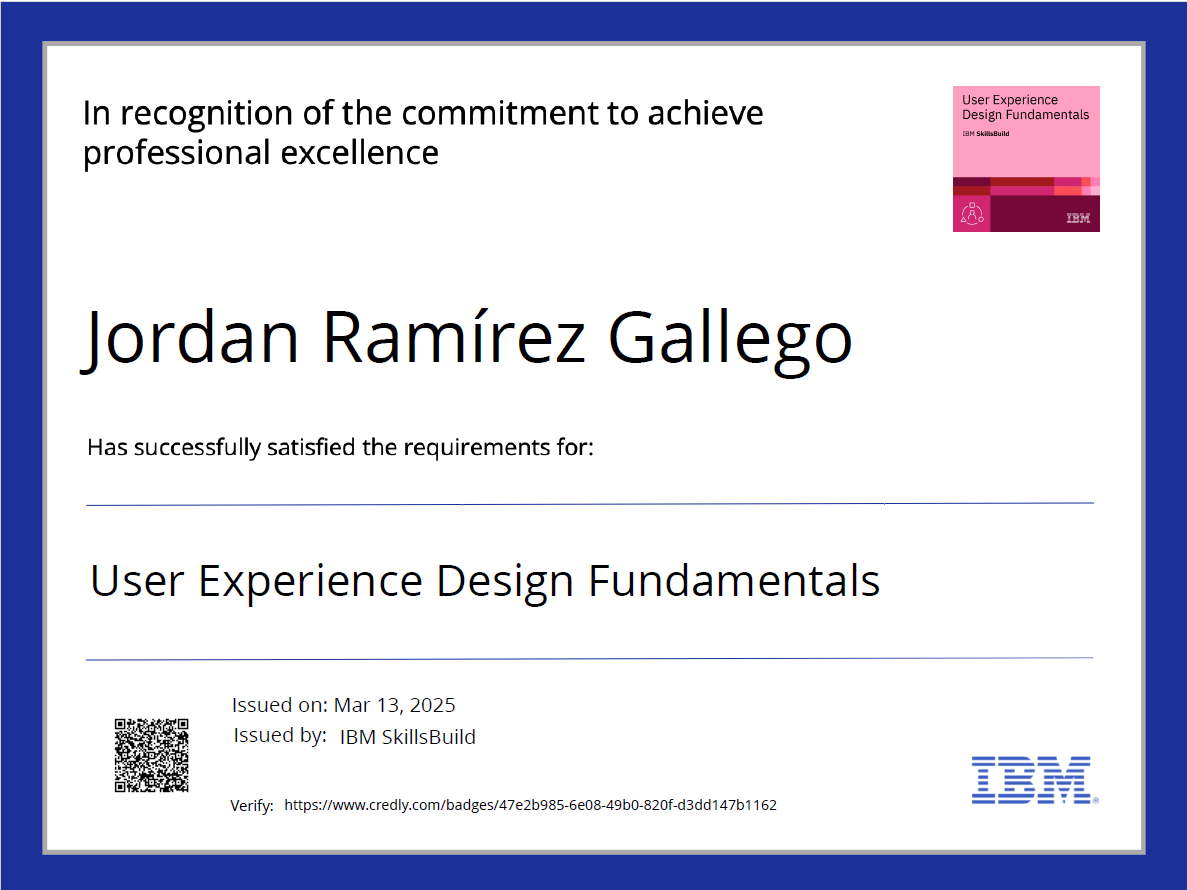 In recognition of the commitment to achieve
professional excellence
User Experience
Design Fundamentals
IBM SkillsBuild
IBM
Jordan Ramírez Gallego
Has successfully satisfied the requirements for:
User Experience Design Fundamentals
Issued on: Mar 13, 2025
Issued by: IBM SkillsBuild
Verify: https://www.credly.com/badges/47e2b985-6e08-49b0-820f-d3dd147b1162
IBM®